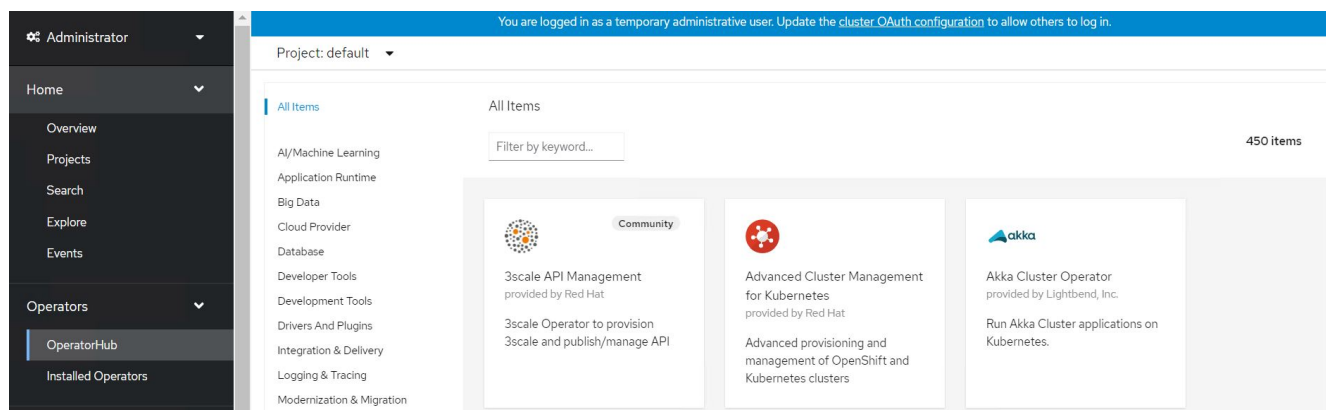 Administrator
Home
Overview
Projects
Search
Explore
Events
Operators
OperatorHub
Installed Operators
You are logged in as a temporary administrative user. Update the cluster OAuth configuration to allow others to log in.
Project: default
All Items
AI/Machine Learning
Application Runtime
Big Data
Cloud Provider
Database
Developer Tools
Development Tools
Drivers And Plugins
Integration & Delivery
Logging & Tracing
Modernization & Migration
All Items
Filter by keyword...
450 items
Community
3scale API Management
provided by Red Hat
3scale Operator to provision
3scale and publish/manage API
Advanced Cluster Management
for Kubernetes
provided by Red Hat
Advanced provisioning and
management of OpenShift and
Kubernetes clusters
akka
Akka Cluster Operator
provided by Lightbend, Inc.
Run Akka Cluster applications on
Kubernetes.